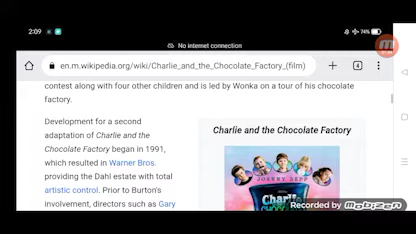 2:09
74%
No internet connection
en.m.wikipedia.org/wiki/Charlie_and_the_Chocolate_Factory_(film)
4
contest along with four other children and is led by Wonka on a tour of his chocolate
factory.
Development for a second
adaptation of Charlie and the
Chocolate Factory began in 1991,
which resulted in Warner Bros.
providing the Dahl estate with total
artistic control. Prior to Burton's
involvement, directors such as Gary
Charlie and the Chocolate Factory
JOHNNY DEPP
Charlie
Recorded by
mobizen